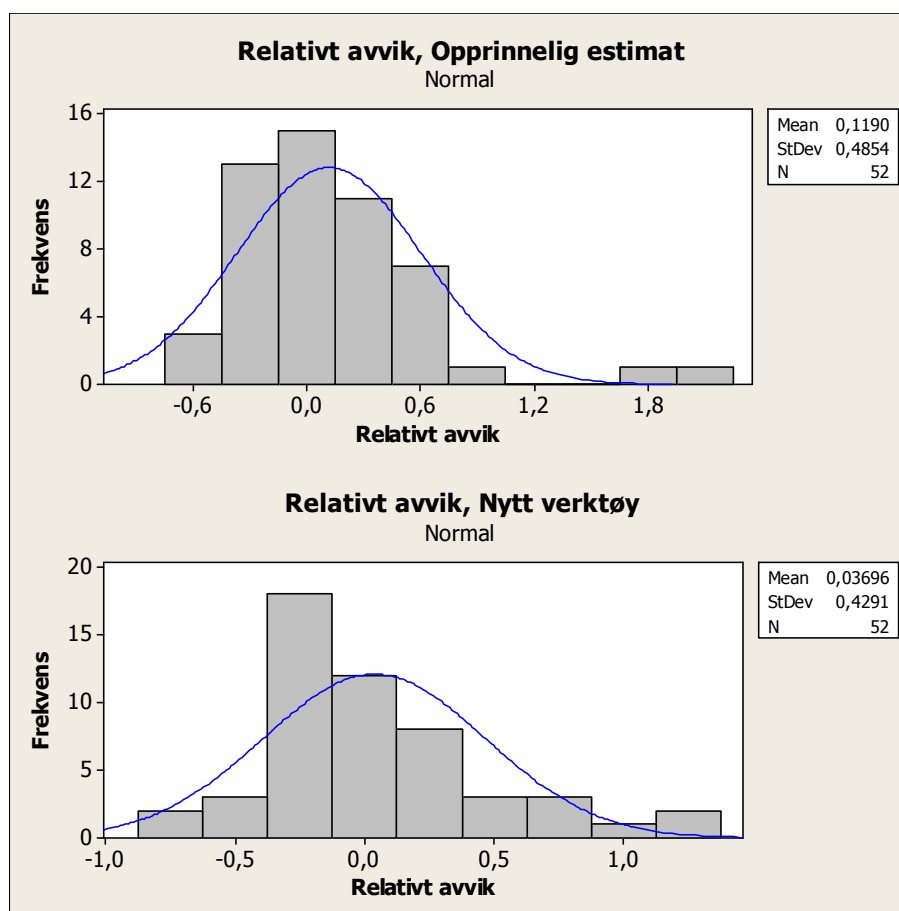 Relativt avvik, Opprinnelig estimat
Normal
16
12
8
4
0
Frekvens
-0,6 0,0 0,6 1,2 1,8
Relativt avvik
Mean 0,1190
StDev 0,4854
N 52
Relativt avvik, Nytt verktøy
Normal
20
15
10
5
0
Frekvens
-1,0 -0,5 0,0 0,5 1,0
Relativt avvik
Mean 0,03696
StDev 0,4291
N 52